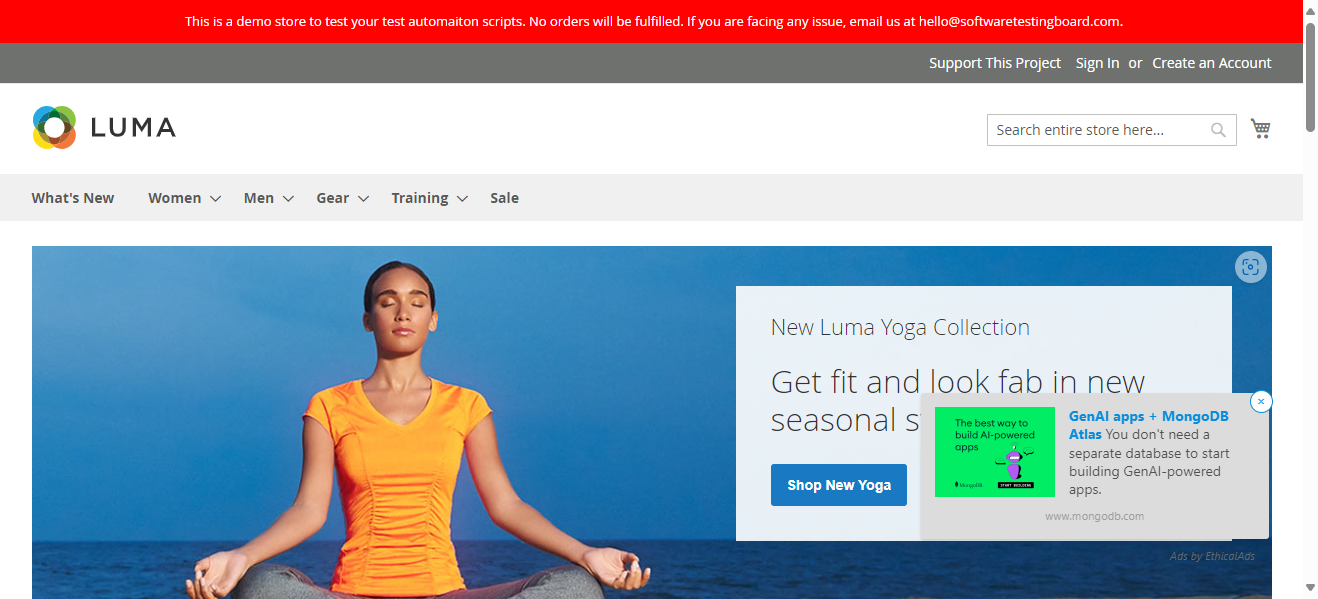 This is a demo store to test your test automaiton scripts. No orders will be fulfilled. If you are facing any issue, email us at hello@softwaretestingboard.com.
Support This Project Sign In or Create an Account
LUMA
Search entire store here...
What's New Women Men Gear Training Sale
New Luma Yoga Collection
Get fit and look fab in new
seasonal s
Shop New Yoga
The best way to
build AI-powered
apps
MongoDB
START BUILDING
GenAI apps + MongoDB
Atlas You don't need a
separate database to start
building GenAI-powered
apps.
www.mongodb.com
Ads by EthicalAds